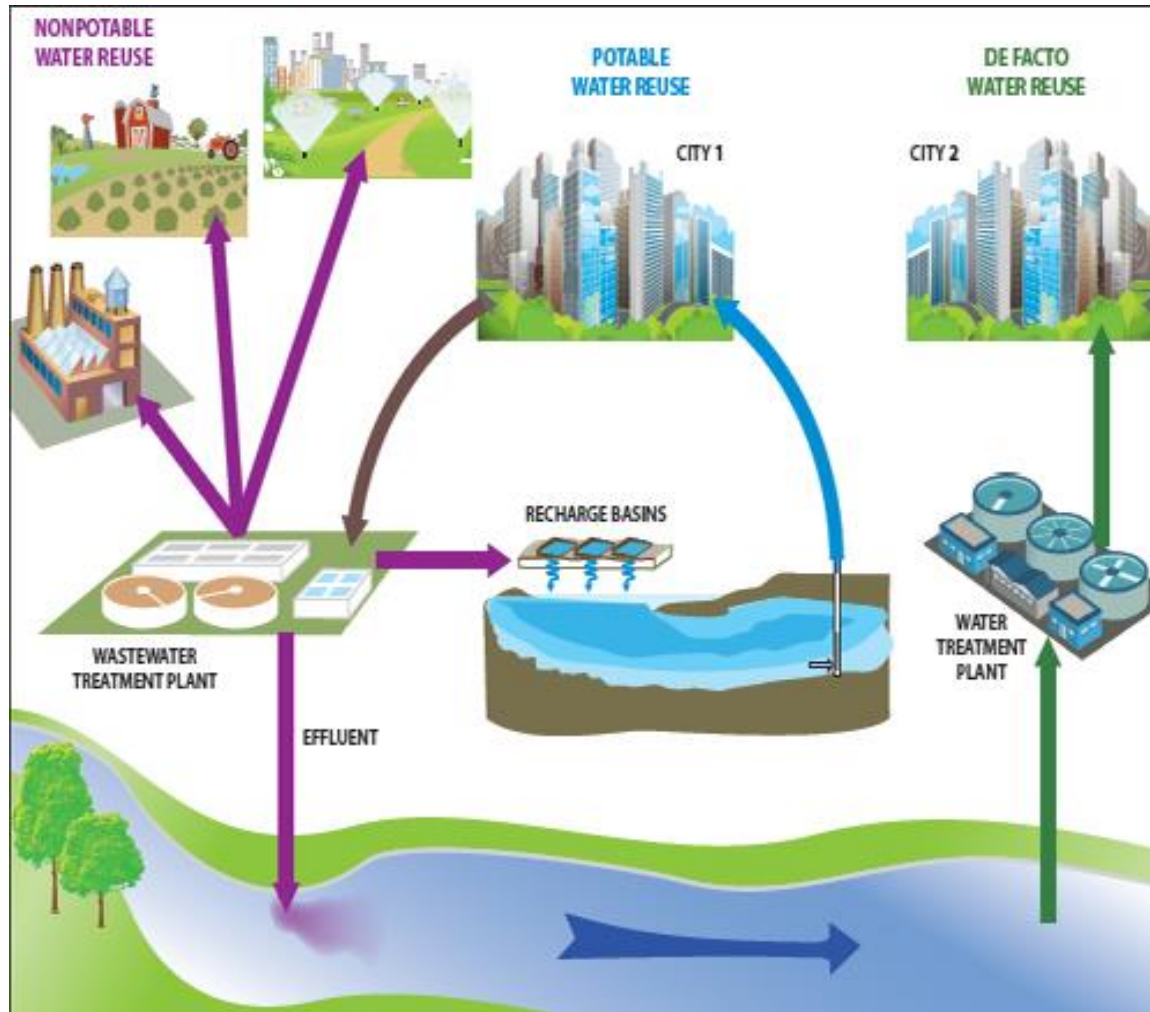 NONPOTABLE
WATER REUSE
POTABLE
WATER REUSE
DE FACTO
WATER REUSE
CITY 1
CITY 2
RECHARGE BASINS
WASTEWATER
TREATMENT PLANT
WATER
TREATMENT
PLANT
EFFLUENT